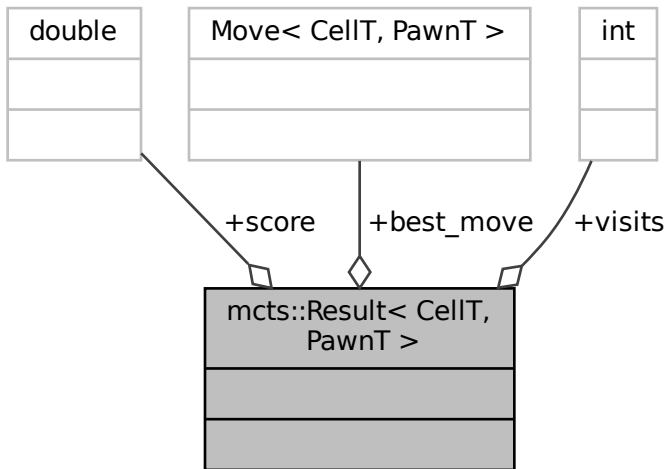 double
Move< CellT, PawnT >
int
+score
+best_move
+visits
mcts::Result< CellT,
PawnT >